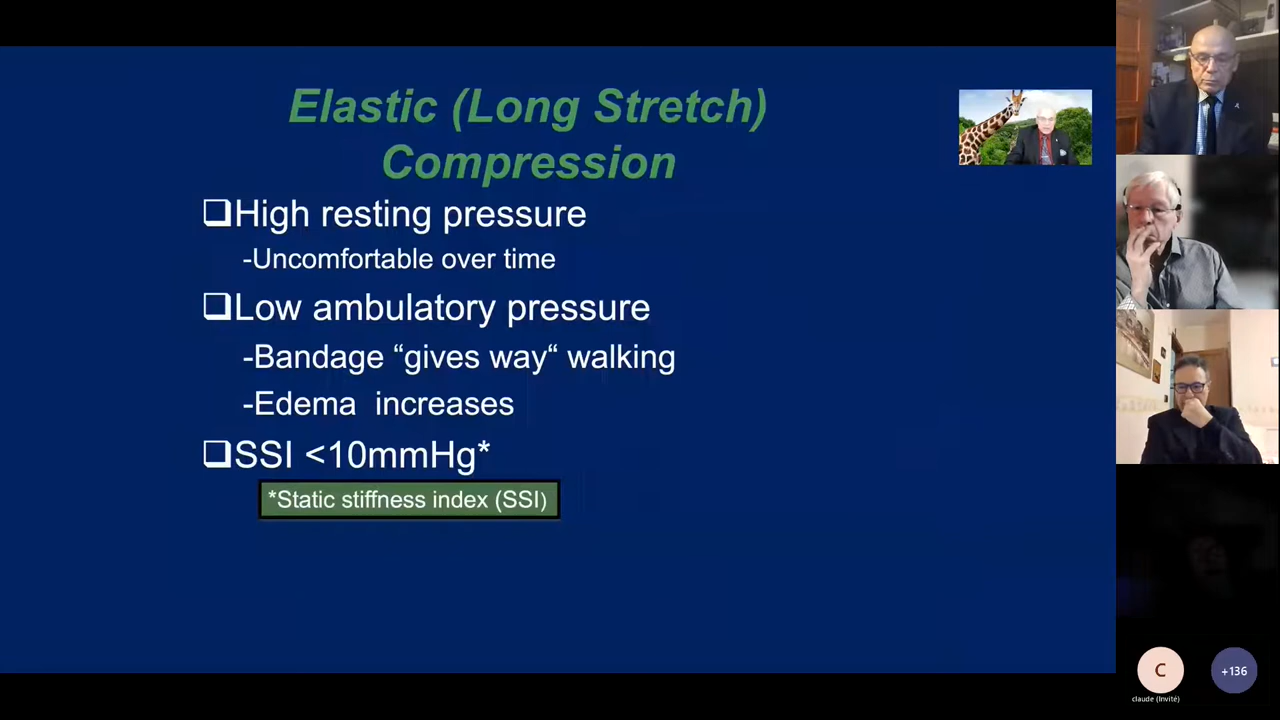 Elastic (Long Stretch)
Compression
❑High resting pressure
-Uncomfortable over time
❑Low ambulatory pressure
-Bandage “gives way“ walking
-Edema increases
❑SSI <10mmHg*
*Static stiffness index (SSI)
C
+136
claude (Invité)